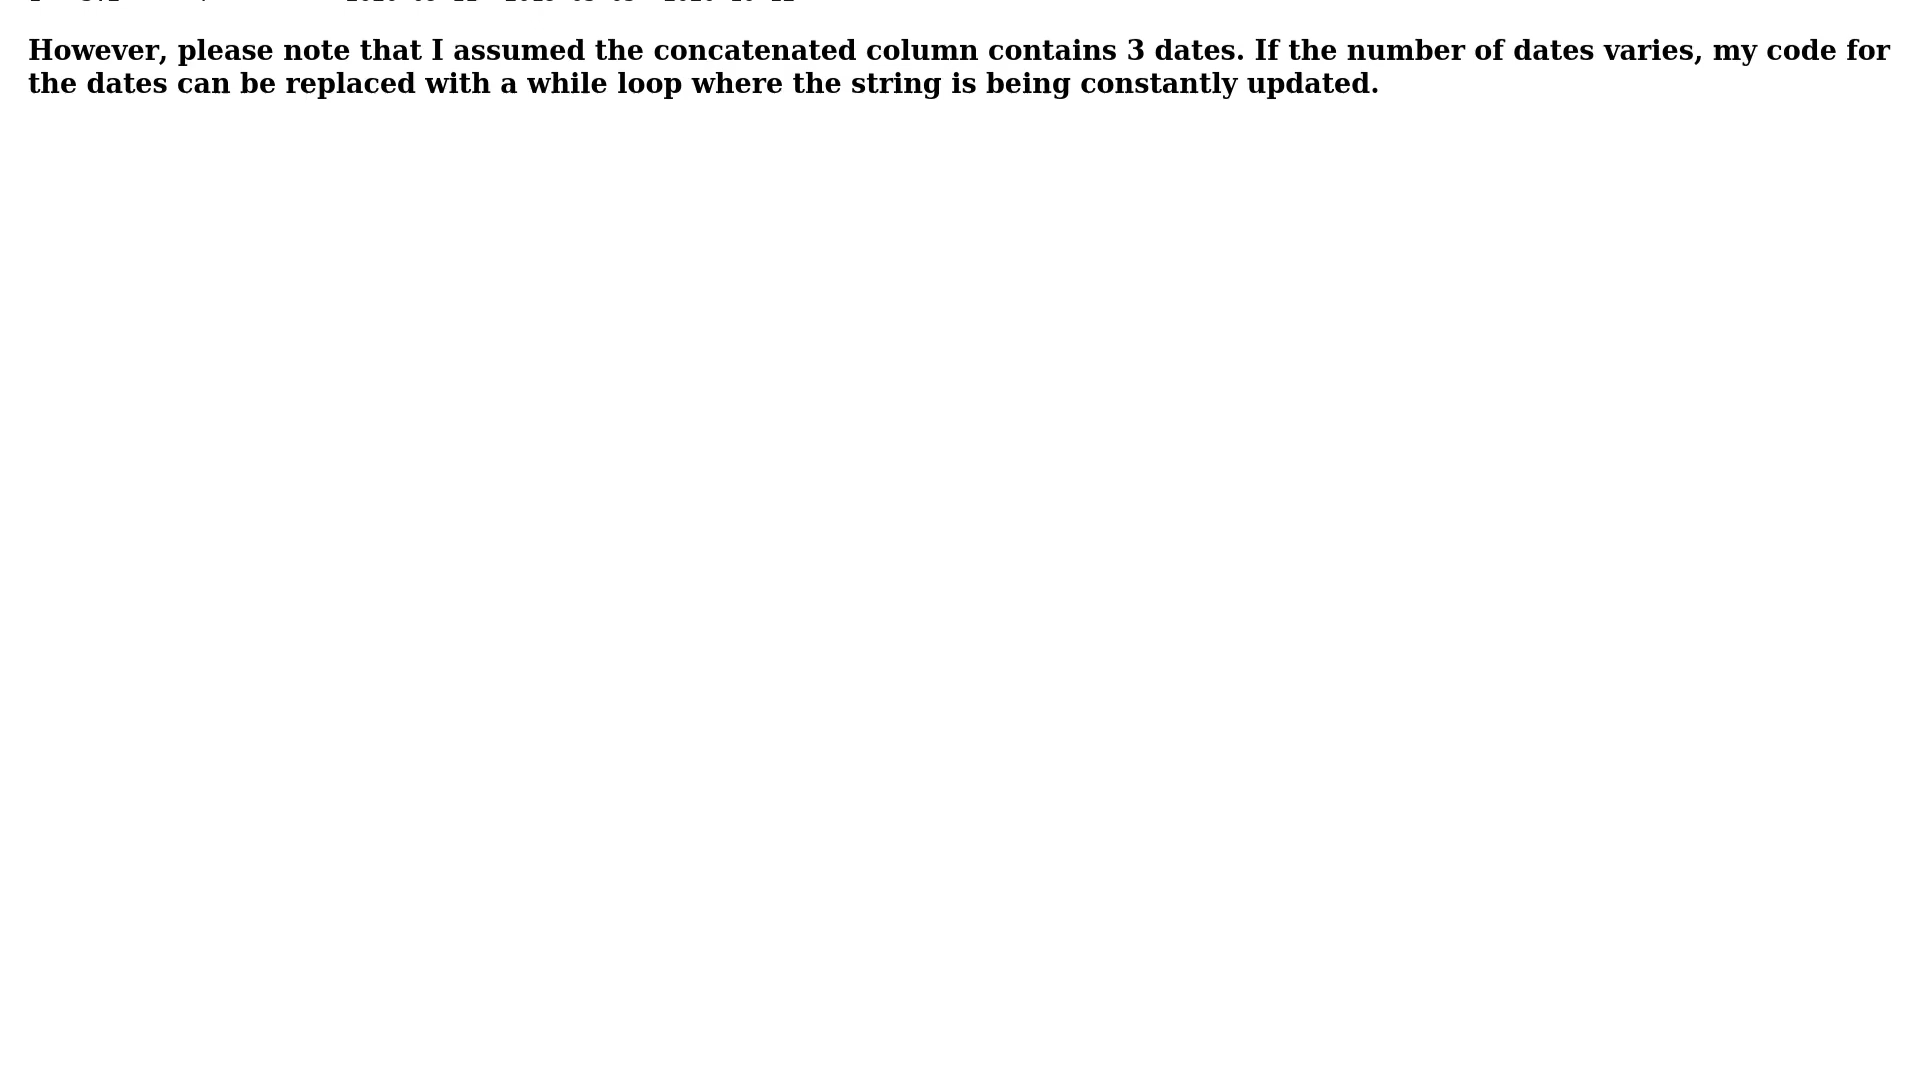 However, please note that I assumed the concatenated column contains 3 dates. If the number of dates varies, my code for
the dates can be replaced with a while loop where the string is being constantly updated.